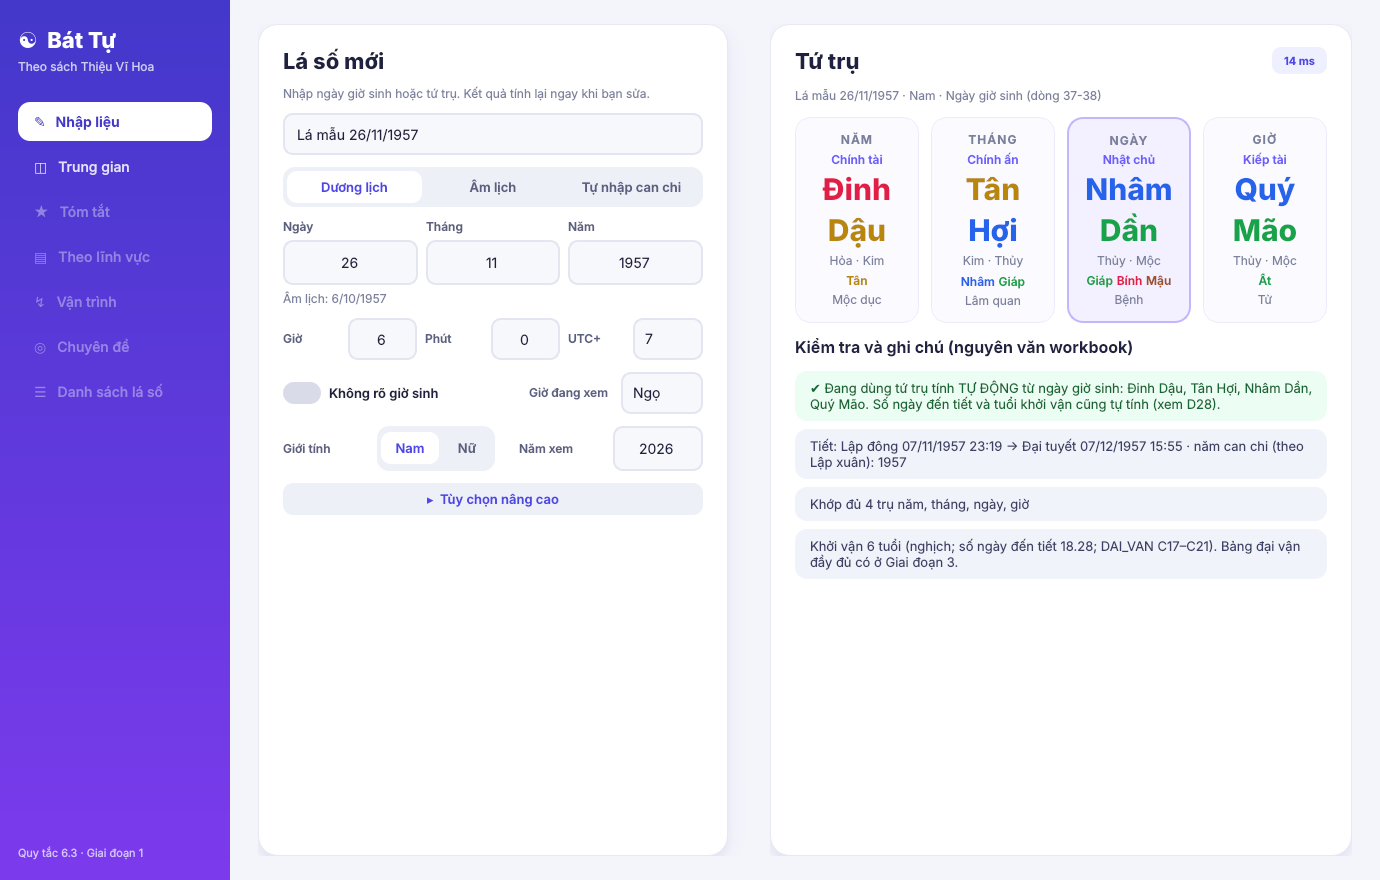 ☯ Bát Tự
Theo sách Thiệu Vĩ Hoa
✎ Nhập liệu
◫ Trung gian
★ Tóm tắt
▤ Theo lĩnh vực
↯ Vận trình
◎ Chuyên đề
☰ Danh sách lá số
Quy tắc 6.3 · Giai đoạn 1
Lá số mới
Nhập ngày giờ sinh hoặc tứ trụ. Kết quả tính lại ngay khi bạn sửa.
Lá mẫu 26/11/1957
Dương lịch Âm lịch Tự nhập can chi
Ngày Tháng Năm
26 11 1957
Âm lịch: 6/10/1957
Giờ 6 Phút 0 UTC+ 7
Không rõ giờ sinh Giờ đang xem Ngọ
Giới tính Nam Nữ Năm xem 2026
▸ Tùy chọn nâng cao
Tứ trụ 14 ms
Lá mẫu 26/11/1957 · Nam · Ngày giờ sinh (dòng 37-38)
NĂM
Chính tài
Đinh
Dậu
Hỏa · Kim
Tân
Mộc dục
THÁNG
Chính ấn
Tân
Hợi
Kim · Thủy
Nhâm Giáp
Lâm quan
NGÀY
Nhật chủ
Nhâm
Dần
Thủy · Mộc
Giáp Bính Mậu
Bệnh
GIỜ
Kiếp tài
Quý
Mão
Thủy · Mộc
Ất
Tử
Kiểm tra và ghi chú (nguyên văn workbook)
✔ Đang dùng tứ trụ tính TỰ ĐỘNG từ ngày giờ sinh: Đinh Dậu, Tân Hợi, Nhâm Dần,
Quý Mão. Số ngày đến tiết và tuổi khởi vận cũng tự tính (xem D28).
Tiết: Lập đông 07/11/1957 23:19 → Đại tuyết 07/12/1957 15:55 · năm can chi (theo
Lập xuân): 1957
Khớp đủ 4 trụ năm, tháng, ngày, giờ
Khởi vận 6 tuổi (nghịch; số ngày đến tiết 18.28; DAI_VAN C17–C21). Bảng đại vận
đầy đủ có ở Giai đoạn 3.